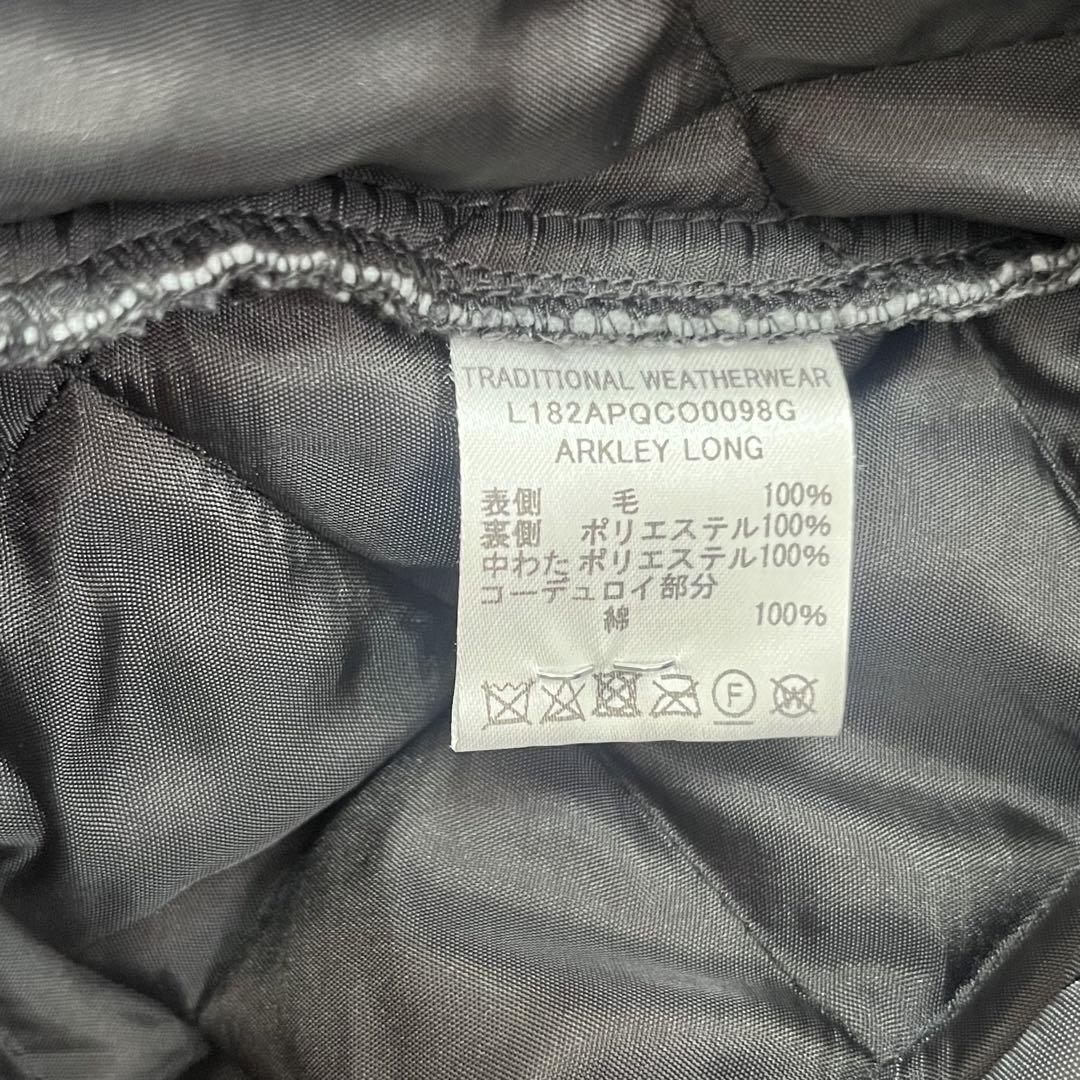 TRADITIONAL WEATHERWEAR
L182APQCO0098G
ARKLEY LONG
表側 毛 100%
裏側 ポリエステル100%
中わた ポリエステル100%
コーデュロイ部分
綿 100%
F W